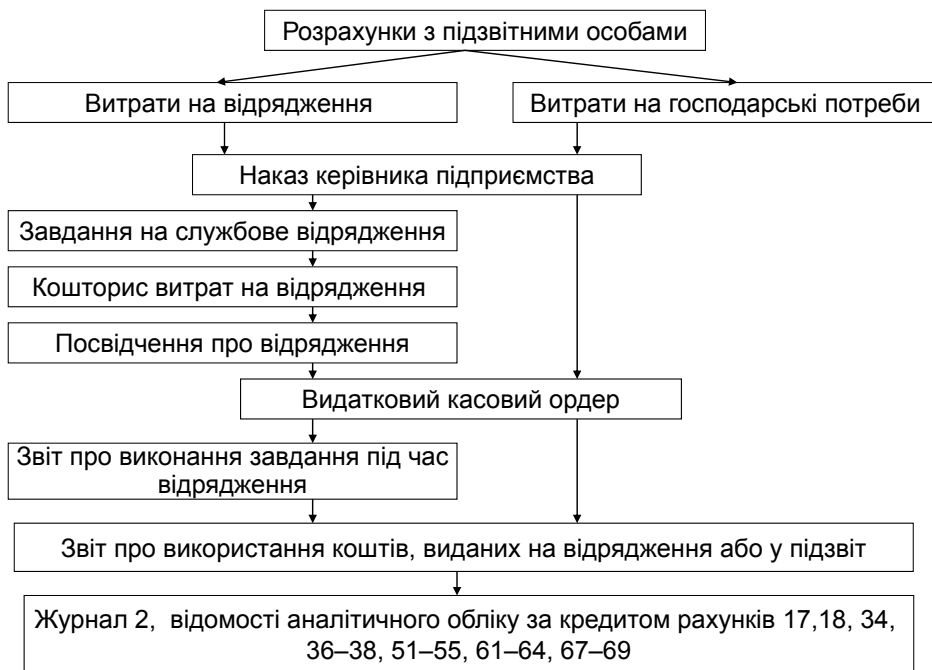 Розрахунки з підзвітними особами
Витрати на відрядження
Витрати на господарські потреби
Наказ керівника підприємства
Завдання на службове відрядження
Кошторис витрат на відрядження
Посвідчення про відрядження
Видатковий касовий ордер
Звіт про виконання завдання під час
відрядження
Звіт про використання коштів, виданих на відрядження або у підзвіт
Журнал 2, відомості аналітичного обліку за кредитом рахунків 17,18, 34,
36–38, 51–55, 61–64, 67–69